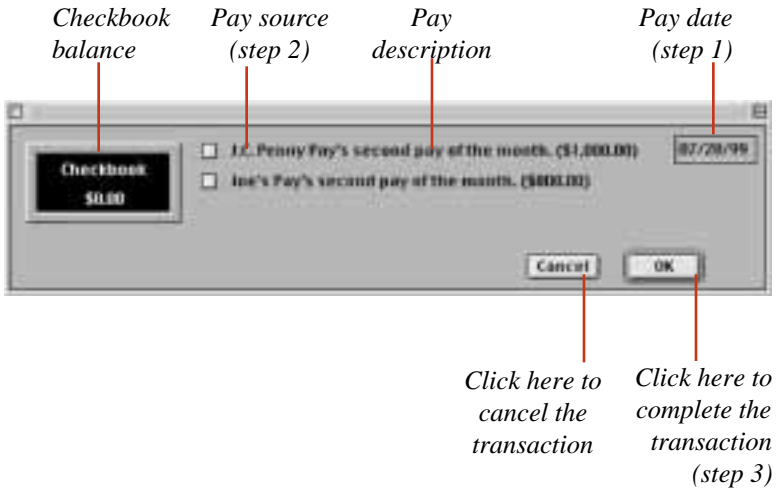 Checkbook balance
Pay source (step 2)
Pay description
Pay date (step 1)
Checkbook
$0.00
J.C. Penny Pay's second pay of the month. ($1,000.00)
07/28/99
Joe's Pay's second pay of the month. ($800.00)
Cancel
OK
Click here to
cancel the
transaction
Click here to
complete the
transaction
(step 3)